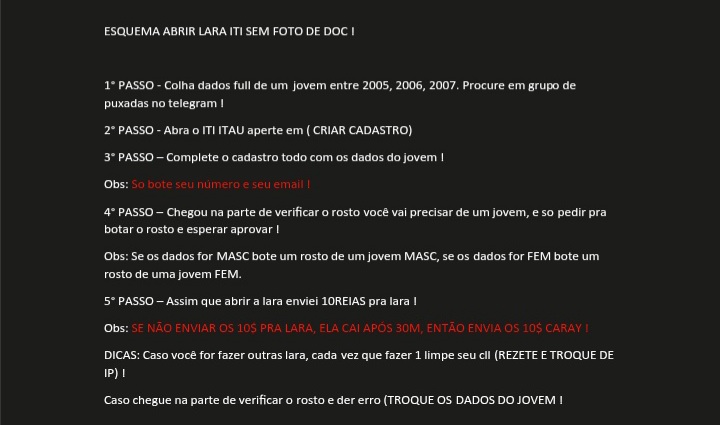 ESQUEMA ABRIR LARA ITI SEM FOTO DE DOC !
1° PASSO - Colha dados full de um jovem entre 2005, 2006, 2007. Procure em grupo de
puxadas no telegram !
2° PASSO - Abra o ITI ITAU aperte em ( CRIAR CADASTRO)
3° PASSO – Complete o cadastro todo com os dados do jovem !
Obs: So bote seu número e seu email !
4° PASSO – Chegou na parte de verificar o rosto você vai precisar de um jovem, e so pedir pra
botar o rosto e esperar aprovar !
Obs: Se os dados for MASC bote um rosto de um jovem MASC, se os dados for FEM bote um
rosto de uma jovem FEM.
5° PASSO – Assim que abrir a lara enviei 10REIAS pra lara !
Obs: SE NÃO ENVIAR OS 10$ PRA LARA, ELA CAI APÓS 30M, ENTÃO ENVIA OS 10$ CARAY !
DICAS: Caso você for fazer outras lara, cada vez que fazer 1 limpe seu cll (REZETE E TROQUE DE
IP) !
Caso chegue na parte de verificar o rosto e der erro (TROQUE OS DADOS DO JOVEM !